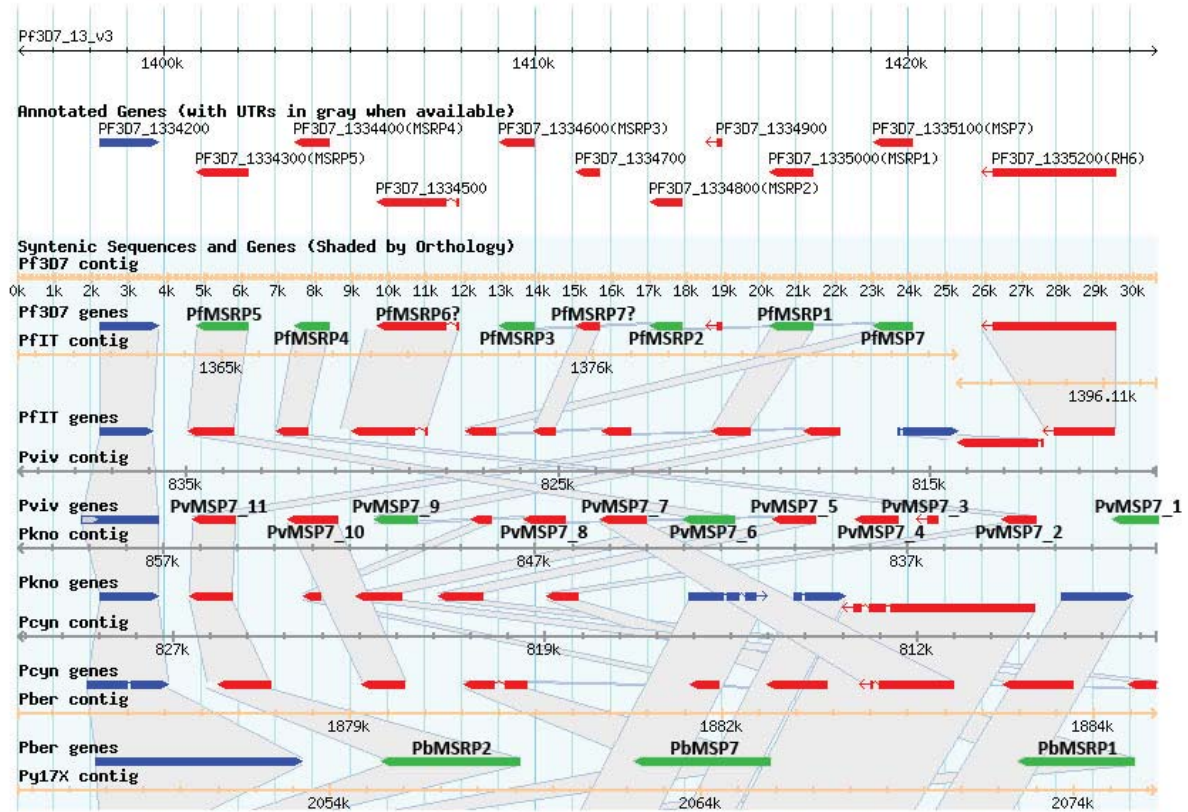 Pf3D7_13_v3
1400k 1410k 1420k
Annotated Genes (with UTRs in gray when available)
PF3D7_1334200 PF3D7_1334400(MSRP4) PF3D7_1334600(MSRP3) PF3D7_1334900 PF3D7_1335100(MSP7)
PF3D7_1334300(MSRP5) PF3D7_1334700 PF3D7_1335000(MSRP1) PF3D7_1335200(RH6)
PF3D7_1334500 PF3D7_1334800(MSRP2)
Syntenic Sequences and Genes (Shaded by Orthology)
Pf3D7 contig
0k 1k 2k 3k 4k 5k 6k 7k 8k 9k 10k 11k 12k 13k 14k 15k 16k 17k 18k 19k 20k 21k 22k 23k 24k 25k 26k 27k 28k 29k 30k
Pf3D7 genes PfMSRP5 PfMSRP6? PfMSRP7? PfMSRP1
PfIT contig PfMSRP4 PfMSRP3 PfMSRP2 PfMSP7
1365k 1376k
1396.11k
PfIT genes
Pviv contig
835k 825k 815k
Pviv genes PvMSP7_11 PvMSP7_9 PvMSP7_7 PvMSP7_5 PvMSP7_3 PvMSP7_1
Pkno contig PvMSP7_10 PvMSP7_8 PvMSP7_6 PvMSP7_4 PvMSP7_2
857k 847k 837k
Pkno genes
Pcyn contig
827k 819k 812k
Pcyn genes
Pber contig
1879k 1882k 1884k
Pber genes PbMSRP2 PbMSP7 PbMSRP1
Py17X contig
2054k 2064k 2074k